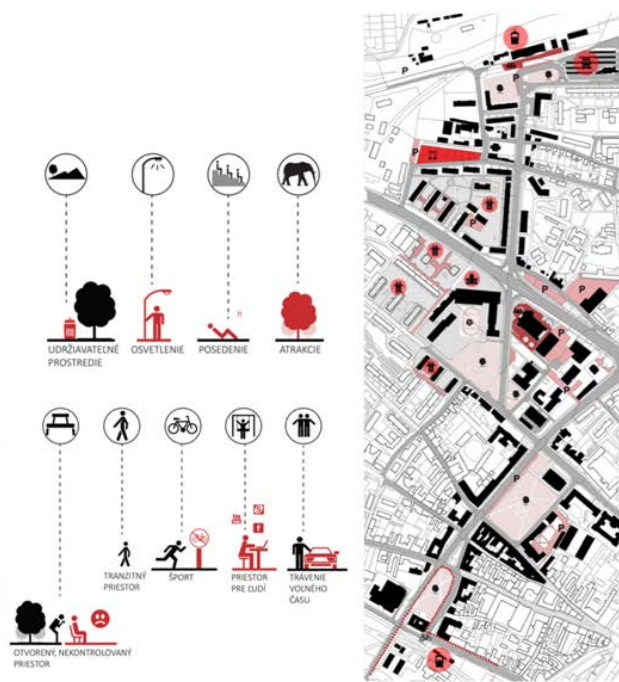 UDRŽIAVATEĽNÉ
PROSTREDIE
OSVETLENIE
POSEDENIE
ATRAKCIE
TRANZITNÝ
PRIESTOR
ŠPORT
PRIESTOR
PRE ĽUDÍ
TRÁVENIE
VOĽNÉHO
ČASU
OTVORENÝ, NEKONTROLOVANÝ
PRIESTOR
P
P
P
P
P
P
P
P
P
P